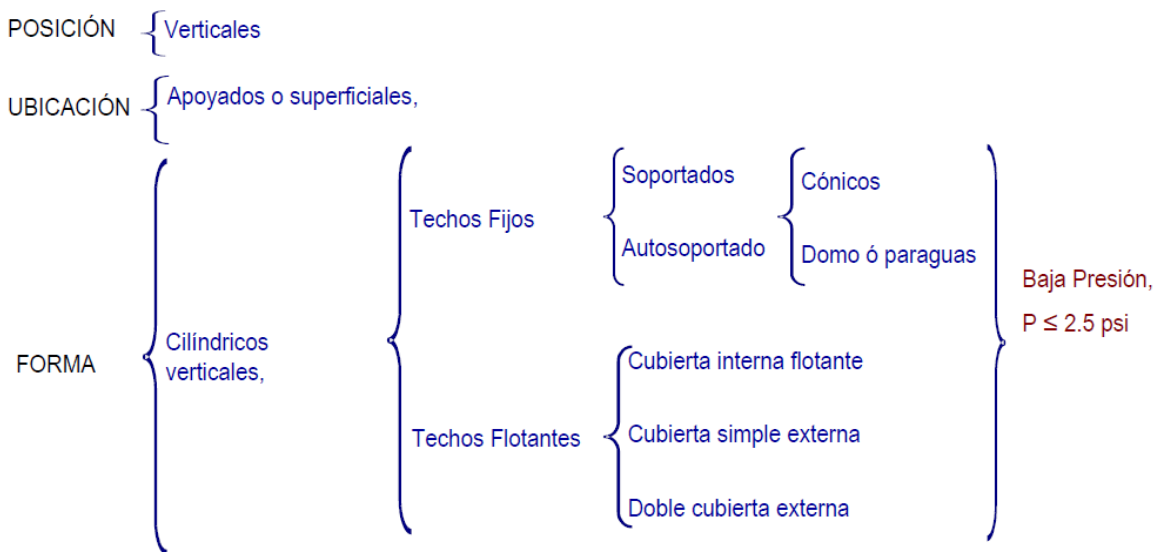 POSICIÓN
Verticales
UBICACIÓN
Apoyados o superficiales,
FORMA
Cilíndricos
verticales,
Techos Fijos
Soportados
Autosoportado
Cónicos
Domo ó paraguas
Techos Flotantes
Cubierta interna flotante
Cubierta simple externa
Doble cubierta externa
Baja Presión,
P ≤ 2.5 psi